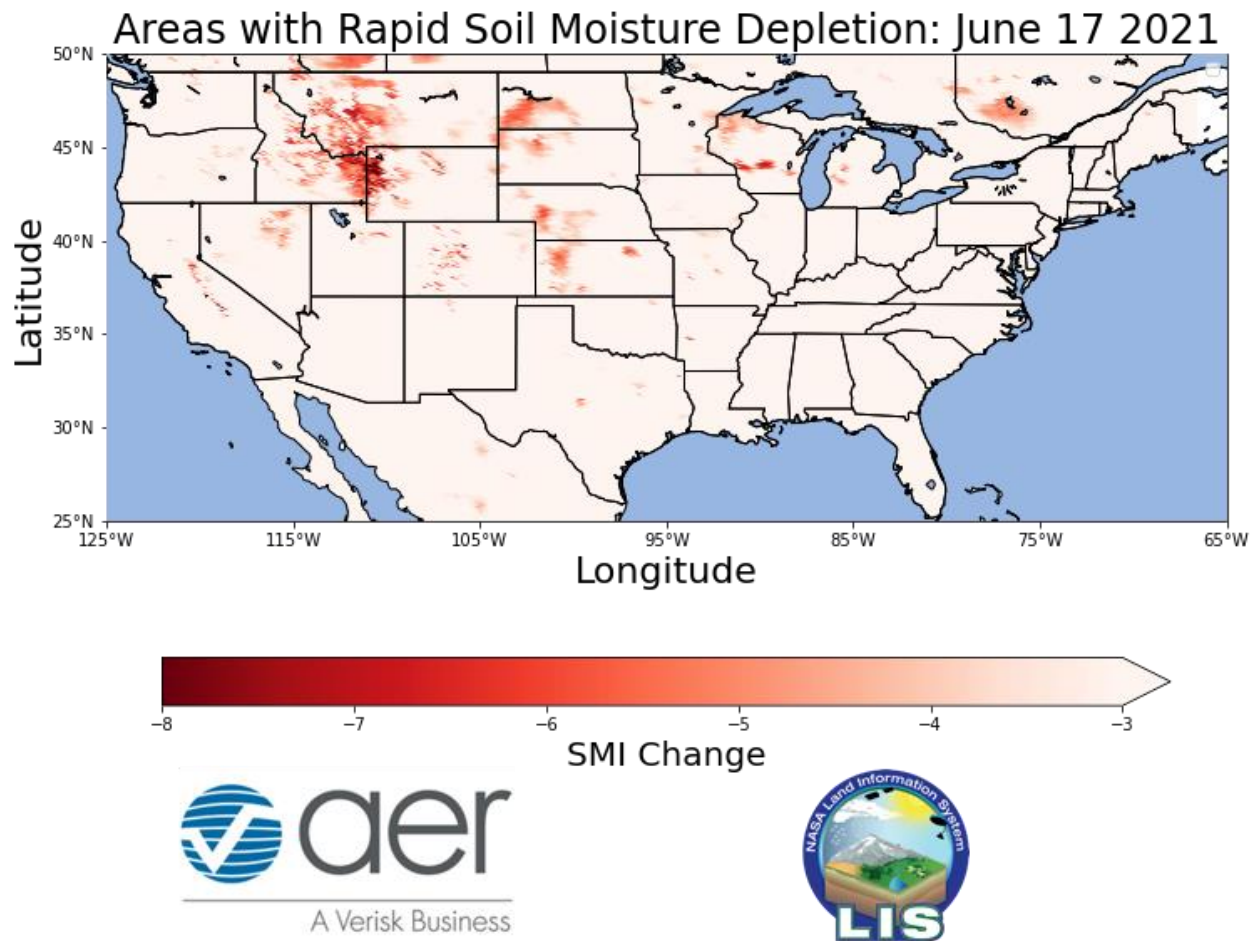 Areas with Rapid Soil Moisture Depletion: June 17 2021
50°N
45°N
40°N
35°N
30°N
25°N
Latitude
125°W 115°W 105°W 95°W 85°W 75°W 65°W
Longitude
−8 −7 −6 −5 −4 −3
SMI Change
aer
A Verisk Business
NASA Land Information System
LIS